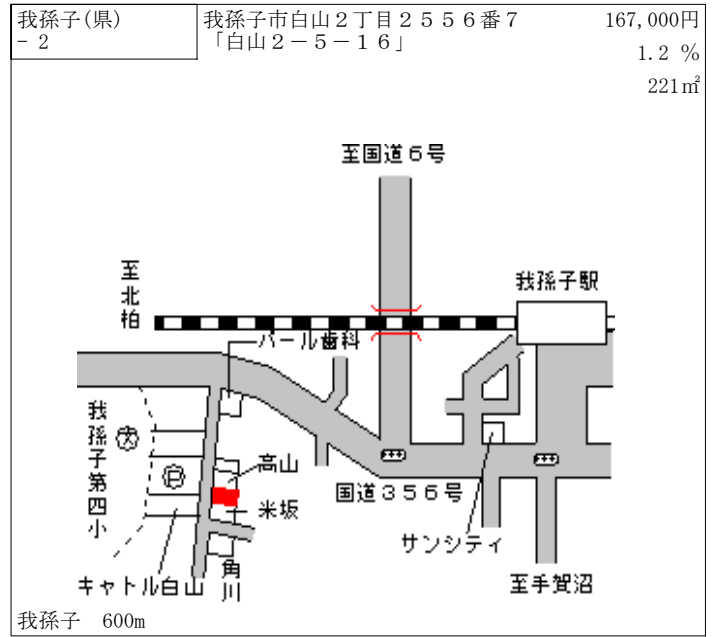 我孫子(県)
- 2
我孫子市白山２丁目２５５６番７
「白山２－５－１６」
167,000円
1.2 %
221㎡
至国道６号
至北柏
我孫子駅
パール歯科
我孫子第四小
文
P
高山
米坂
国道３５６号
サンシティ
キャトル白山
角川
至手賀沼
我孫子　600m